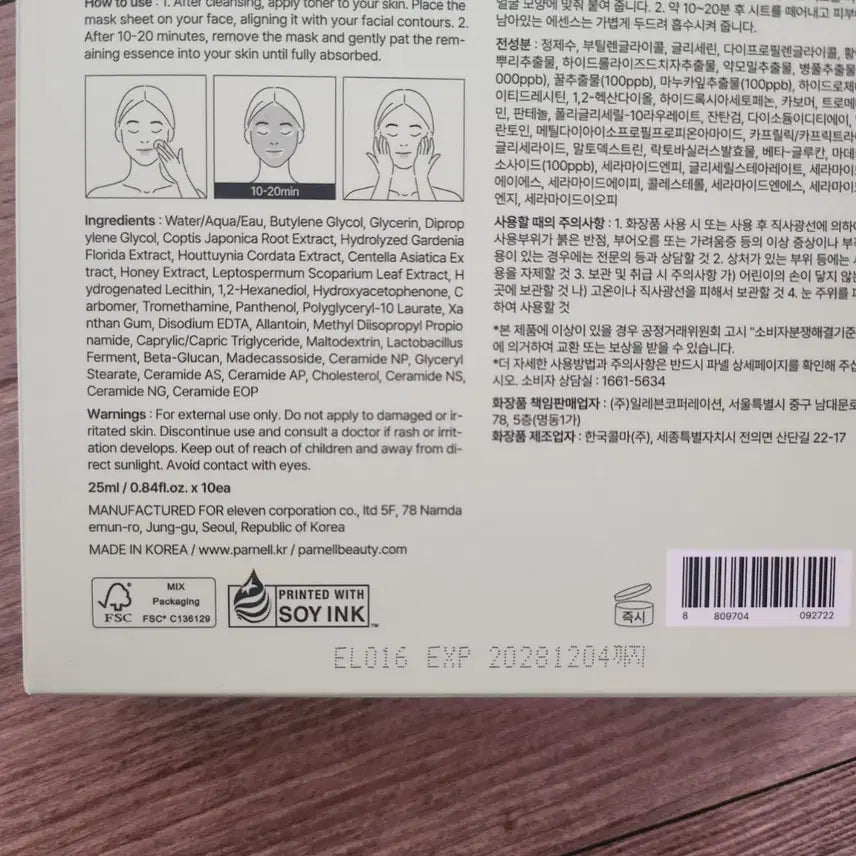 How to use : 1. After cleansing, apply toner to your skin. Place the
mask sheet on your face, aligning it with your facial contours. 2.
After 10-20 minutes, remove the mask and gently pat the rem-
aining essence into your skin until fully absorbed.
10-20min
Ingredients : Water/Aqua/Eau, Butylene Glycol, Glycerin, Diprop
ylene Glycol, Coptis Japonica Root Extract, Hydrolyzed Gardenia
Florida Extract, Houttuynia Cordata Extract, Centella Asiatica Ex
tract, Honey Extract, Leptospermum Scoparium Leaf Extract, H
ydrogenated Lecithin, 1,2-Hexanediol, Hydroxyacetophenone, C
arbomer, Tromethamine, Panthenol, Polyglyceryl-10 Laurate, Xa
nthan Gum, Disodium EDTA, Allantoin, Methyl Diisopropyl Propio
namide, Caprylic/Capric Triglyceride, Maltodextrin, Lactobacillus
Ferment, Beta-Glucan, Madecassoside, Ceramide NP, Glyceryl
Stearate, Ceramide AS, Ceramide AP, Cholesterol, Ceramide NS,
Ceramide NG, Ceramide EOP
Warnings : For external use only. Do not apply to damaged or ir-
ritated skin. Discontinue use and consult a doctor if rash or irrit-
ation develops. Keep out of reach of children and away from di-
rect sunlight. Avoid contact with eyes.
25ml / 0.84fl.oz. x 10ea
MANUFACTURED FOR eleven corporation co., ltd 5F, 78 Namda
emun-ro, Jung-gu, Seoul, Republic of Korea
MADE IN KOREA / www.parnell.kr / parnellbeauty.com
FSC
MIX
Packaging
FSC® C136129
PRINTED WITH
SOY INK™
얼굴 모양에 맞춰 붙여 줍니다. 2. 약 10~20분 후 시트를 떼어내고 피부에
남아있는 에센스는 가볍게 두드려 흡수시켜 줍니다.
전성분 : 정제수, 부틸렌글라이콜, 글리세린, 다이프로필렌글라이콜, 황
뿌리추출물, 하이드롤라이즈드치자추출물, 약모밀추출물, 병풀추출물
000ppb), 꿀추출물(100ppb), 마누카잎추출물(100ppb), 하이드로제
이티드레시틴, 1,2-헥산다이올, 하이드록시아세토페논, 카보머, 트로메
민, 판테놀, 폴리글리세릴-10라우레이트, 잔탄검, 다이소듐이디티에이,
란토인, 메틸다이아이소프로필프로피온아마이드, 카프릴릭/카프릭트라이
글리세라이드, 말토덱스트린, 락토바실러스발효물, 베타-글루칸, 마데
소사이드(100ppb), 세라마이드엔피, 글리세릴스테아레이트, 세라마이
에이에스, 세라마이드에이피, 콜레스테롤, 세라마이드엔에스, 세라마이
엔지, 세라마이드이오피
사용할 때의 주의사항 : 1. 화장품 사용 시 또는 사용 후 직사광선에 의하여
사용부위가 붉은 반점, 부어오름 또는 가려움증 등의 이상 증상이나 부작
용이 있는 경우에는 전문의 등과 상담할 것 2. 상처가 있는 부위 등에는 사
용을 자제할 것 3. 보관 및 취급 시 주의사항 가) 어린이의 손이 닿지 않는
곳에 보관할 것 나) 고온이나 직사광선을 피해서 보관할 것 4. 눈 주위를 피
하여 사용할 것
*본 제품에 이상이 있을 경우 공정거래위원회 고시 "소비자분쟁해결기준"
에 의거하여 교환 또는 보상을 받을 수 있습니다.
*더 자세한 사용방법과 주의사항은 반드시 파넬 상세페이지를 확인해 주십
시오. 소비자 상담실 : 1661-5634
화장품 책임판매업자 : (주)일레븐코퍼레이션, 서울특별시 중구 남대문로
78, 5층(명동1가)
화장품 제조업자 : 한국콜마(주), 세종특별자치시 전의면 산단길 22-17
즉시
8 809704 092722
EL016 EXP 20281204까지